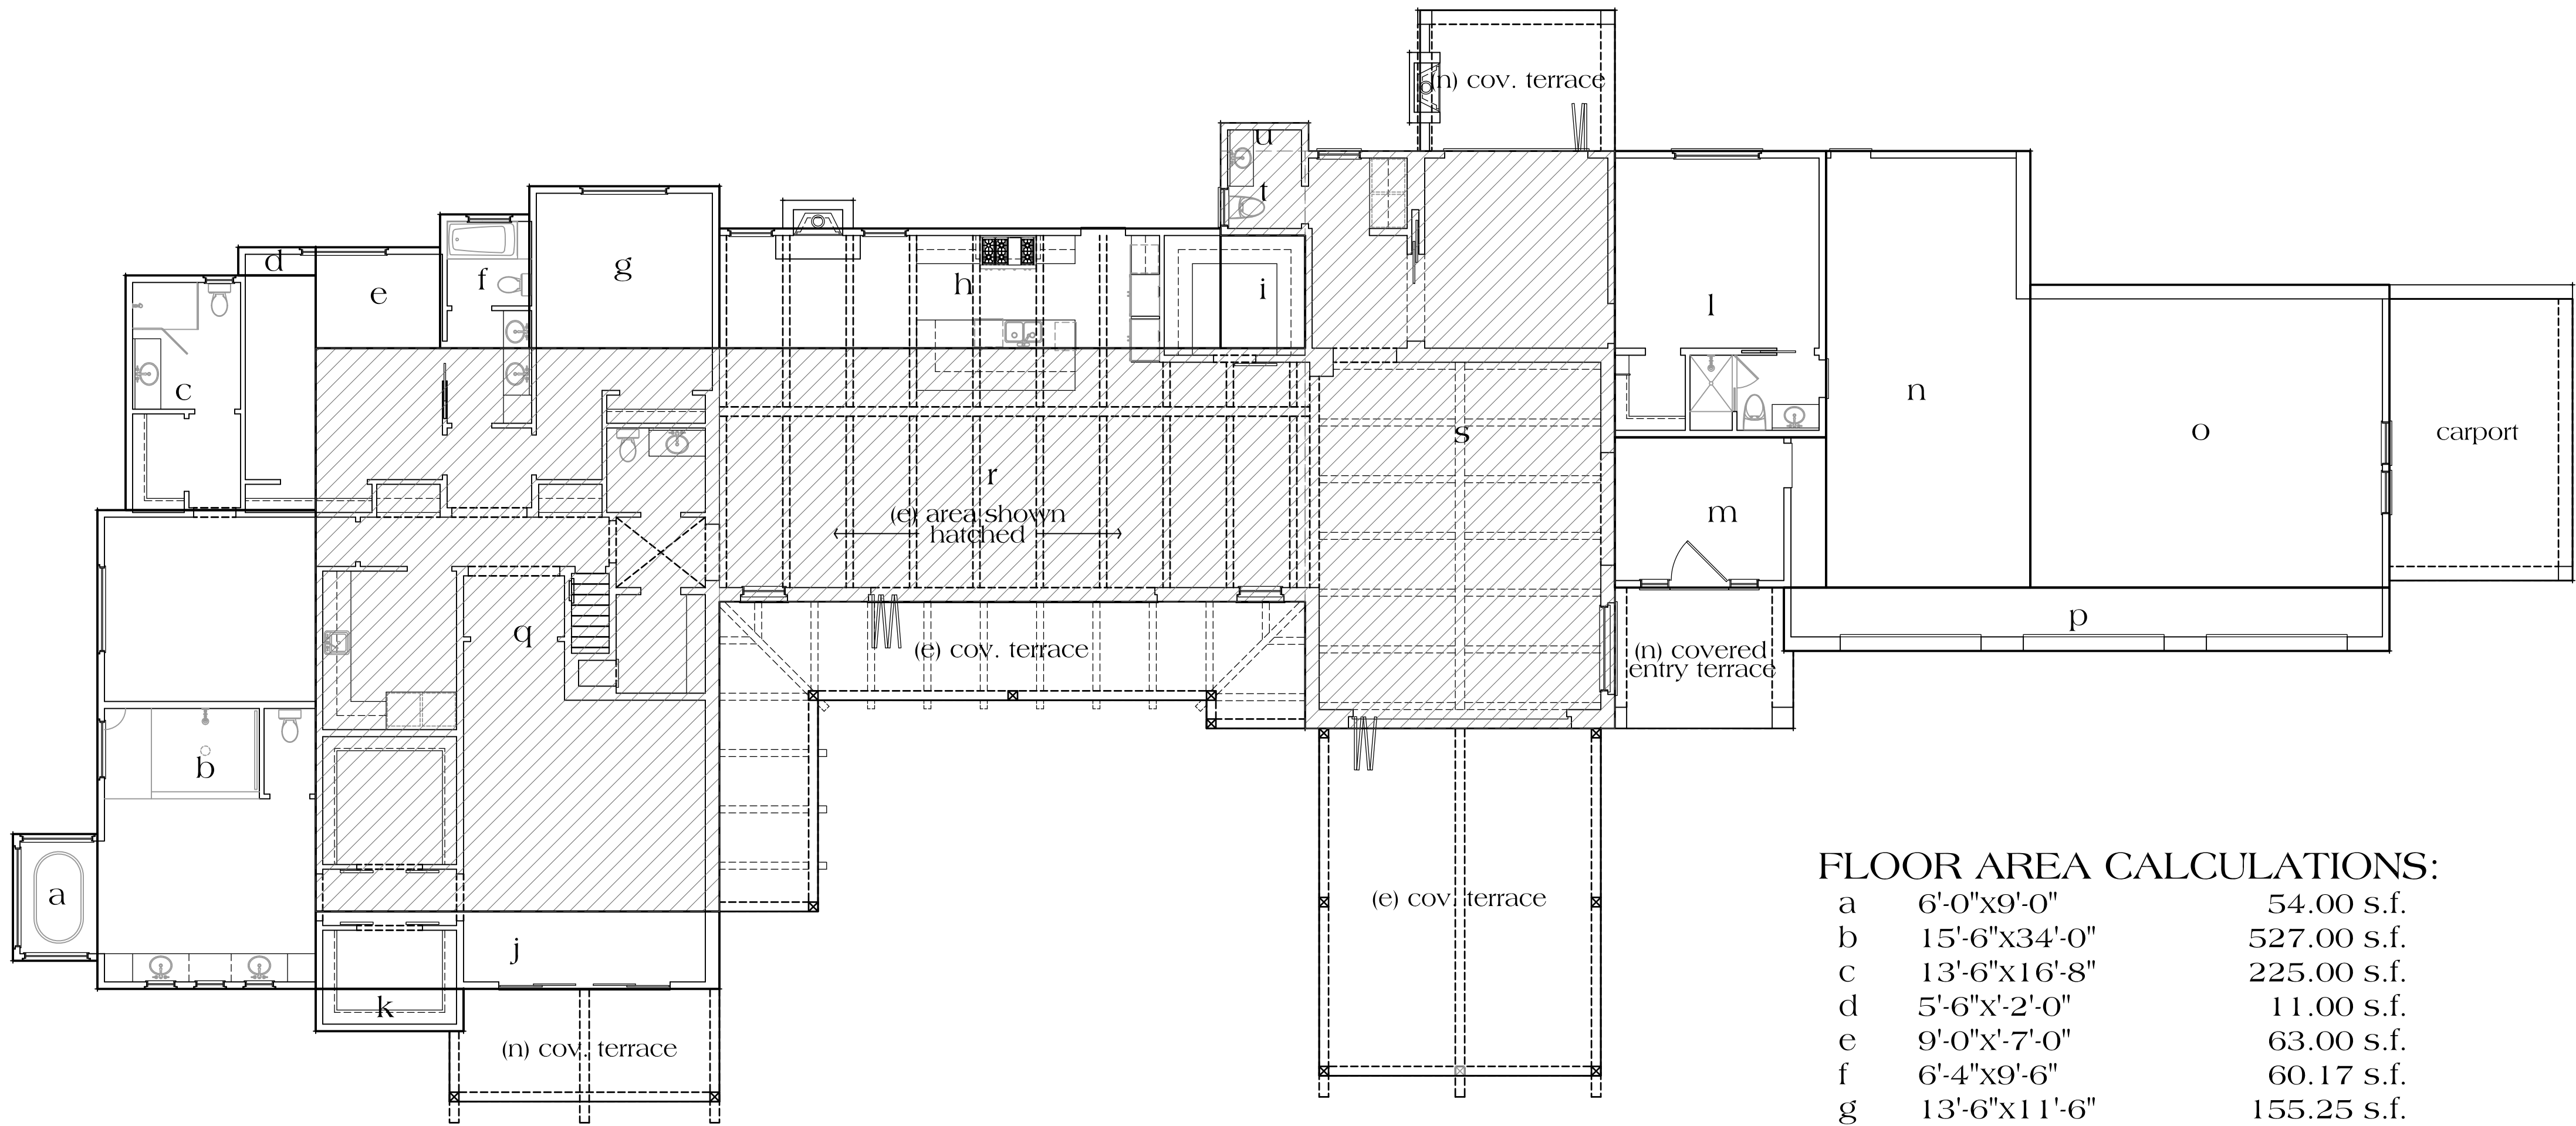 (n) cov. terrace
u
t
d
e
f
g
h
i
l
c
n
s
o
carport
r
m
(e) area shown
hatched
p
q
(e) cov. terrace
(n) covered
entry terrace
b
a
(e) cov. terrace
j
k
(n) cov. terrace
FLOOR AREA CALCULATIONS:
a 6'-0"x9'-0" 54.00 s.f.
b 15'-6"x34'-0" 527.00 s.f.
c 13'-6"x16'-8" 225.00 s.f.
d 5'-6"x'-2'-0" 11.00 s.f.
e 9'-0"x'-7'-0" 63.00 s.f.
f 6'-4"x9'-6" 60.17 s.f.
g 13'-6"x11'-6" 155.25 s.f.